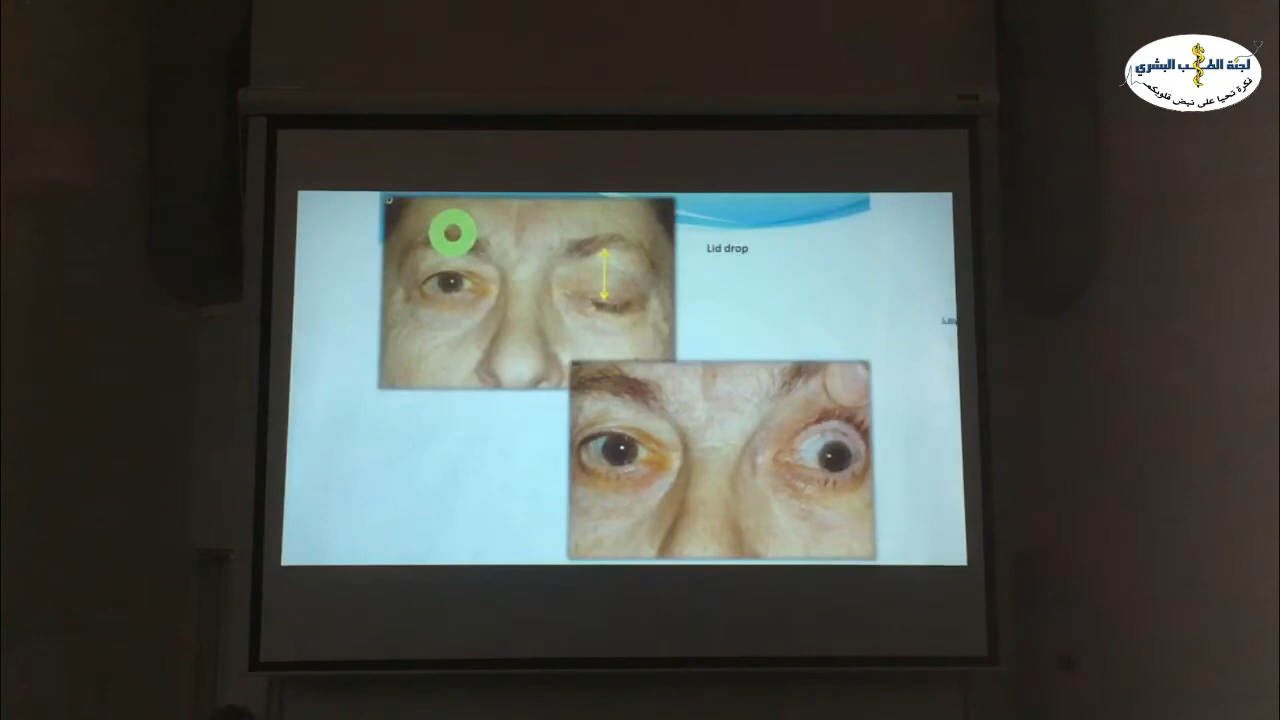 لجنة الطب البشري
فكرة تحيا على نبض قلوبكم
Lid drop